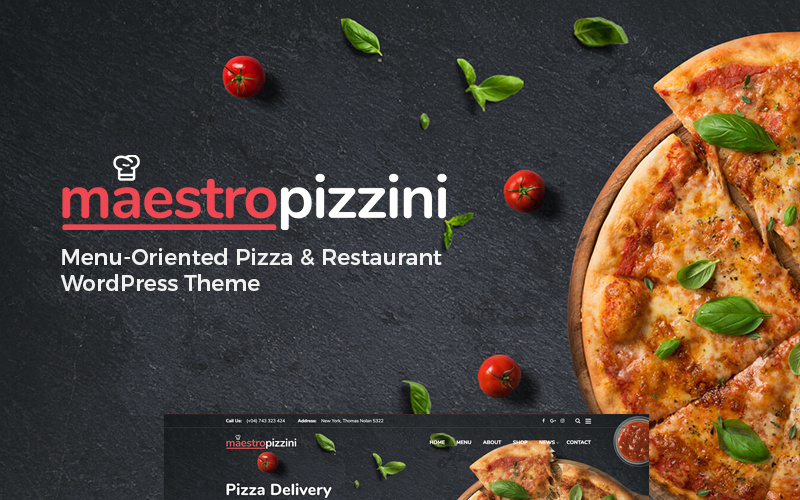 maestropizzini
Menu-Oriented Pizza & Restaurant
WordPress Theme
Call Us: (+04) 743 323 424 Address: New York, Thomas Nolan 5322
maestropizzini HOME MENU ABOUT SHOP NEWS CONTACT
Pizza Delivery